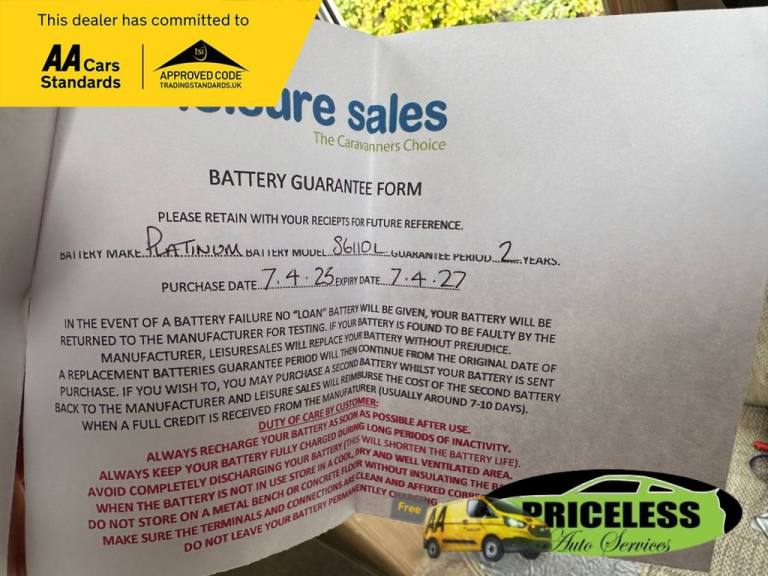 This dealer has committed to
AA Cars
Standards
tsi
APPROVED CODE
TRADINGSTANDARDS.UK
leisure sales
The Caravanners Choice
BATTERY GUARANTEE FORM
PLEASE RETAIN WITH YOUR RECIEPTS FOR FUTURE REFERENCE.
BATTERY MAKE...PLATINUM BATTERY MODEL...S6110L...GUARANTEE PERIOD...2...YEARS.
PURCHASE DATE...7.4.25 EXPIRY DATE...7.4.27
IN THE EVENT OF A BATTERY FAILURE NO "LOAN" BATTERY WILL BE GIVEN, YOUR BATTERY WILL BE
RETURNED TO THE MANUFACTURER FOR TESTING. IF YOUR BATTERY IS FOUND TO BE FAULTY BY THE
MANUFACTURER, LEISURESALES WILL REPLACE YOUR BATTERY WITHOUT PREJUDICE.
A REPLACEMENT BATTERIES GUARANTEE PERIOD WILL THEN CONTINUE FROM THE ORIGINAL DATE OF
PURCHASE. IF YOU WISH TO, YOU MAY PURCHASE A SECOND BATTERY WHILST YOUR BATTERY IS SENT
BACK TO THE MANUFACTURER AND LEISURE SALES WILL REIMBURSE THE COST OF THE SECOND BATTERY
WHEN A FULL CREDIT IS RECEIVED FROM THE MANUFATURER (USUALLY AROUND 7-10 DAYS).
DUTY OF CARE BY CUSTOMER:
ALWAYS RECHARGE YOUR BATTERY AS SOON AS POSSIBLE AFTER USE.
ALWAYS KEEP YOUR BATTERY FULLY CHARGED DURING LONG PERIODS OF INACTIVITY.
AVOID COMPLETELY DISCHARGING YOUR BATTERY (THIS WILL SHORTEN THE BATTERY LIFE).
WHEN THE BATTERY IS NOT IN USE STORE IN A COOL, DRY AND WELL VENTILATED AREA.
DO NOT STORE ON A METAL BENCH OR CONCRETE FLOOR WITHOUT INSULATING THE
MAKE SURE THE TERMINALS AND CONNECTIONS ARE CLEAN AND AFFIXED
DO NOT LEAVE YOUR BATTERY PERMANENTLEY CHARGING
Free
AA
PRICELESS
Auto Services